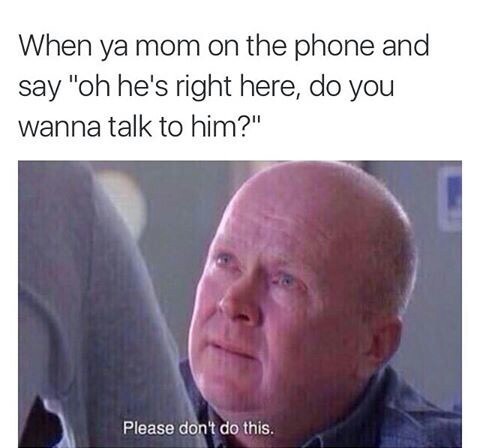 When ya mom on the phone and
say "oh he's right here, do you
wanna talk to him?"
Please don't do this.